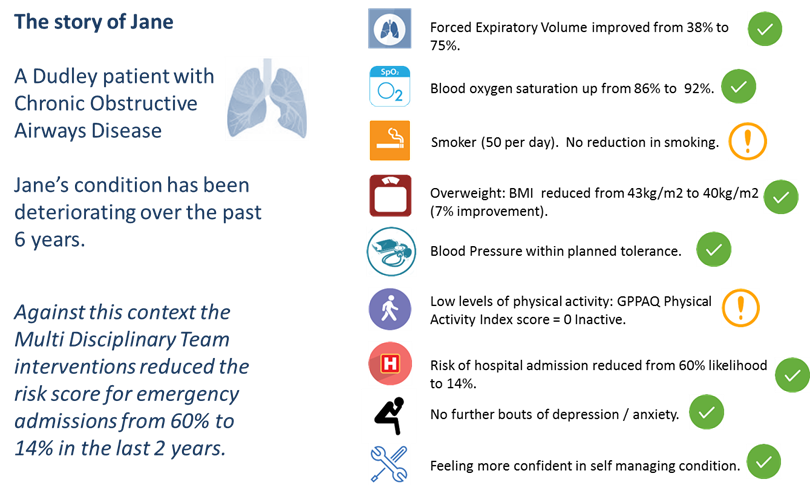 The story of Jane
A Dudley patient with
Chronic Obstructive
Airways Disease
Jane's condition has been
deteriorating over the past
6 years.
Against this context the
Multi Disciplinary Team
interventions reduced the
risk score for emergency
admissions from 60% to
14% in the last 2 years.
Forced Expiratory Volume improved from 38% to
75%.
SpO₂
O2
Blood oxygen saturation up from 86% to 92%.
Smoker (50 per day). No reduction in smoking.
Overweight: BMI reduced from 43kg/m2 to 40kg/m2
(7% improvement).
Blood Pressure within planned tolerance.
Low levels of physical activity: GPPAQ Physical
Activity Index score = 0 Inactive.
H
Risk of hospital admission reduced from 60% likelihood
to 14%.
No further bouts of depression / anxiety.
Feeling more confident in self managing condition.